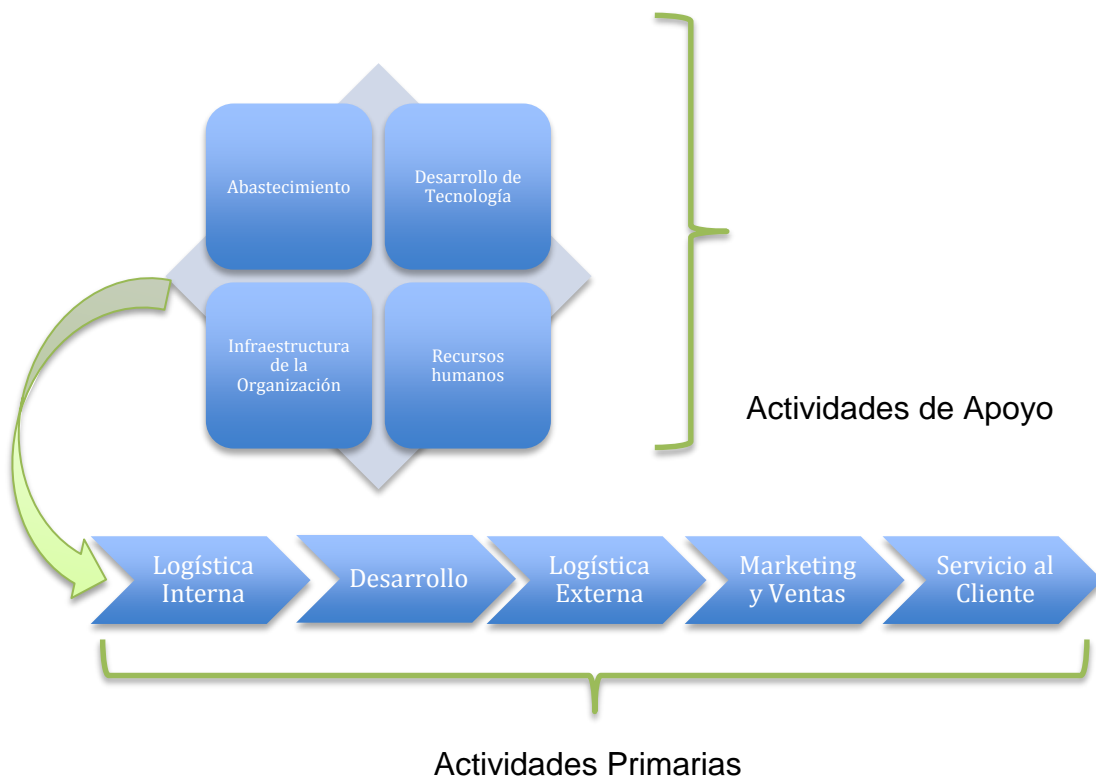 Abastecimiento
Desarrollo de
Tecnología
Infraestructura
de la
Organización
Recursos
humanos
Actividades de Apoyo
Logística
Interna
Desarrollo
Logística
Externa
Marketing
y Ventas
Servicio al
Cliente
Actividades Primarias